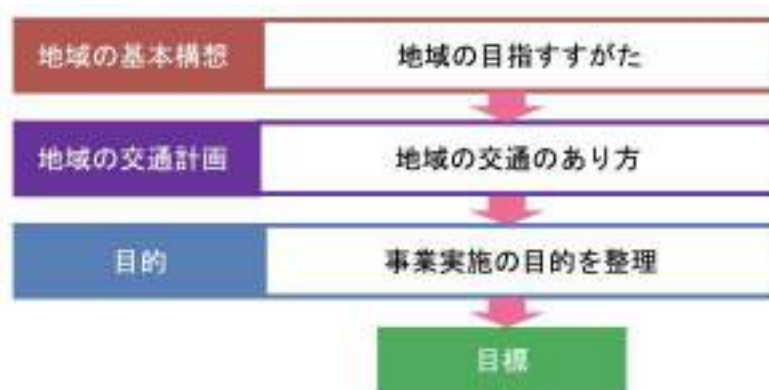 地域の基本構想
地域の目指すすがた
地域の交通計画
地域の交通のあり方
目的
事業実施の目的を整理
目標